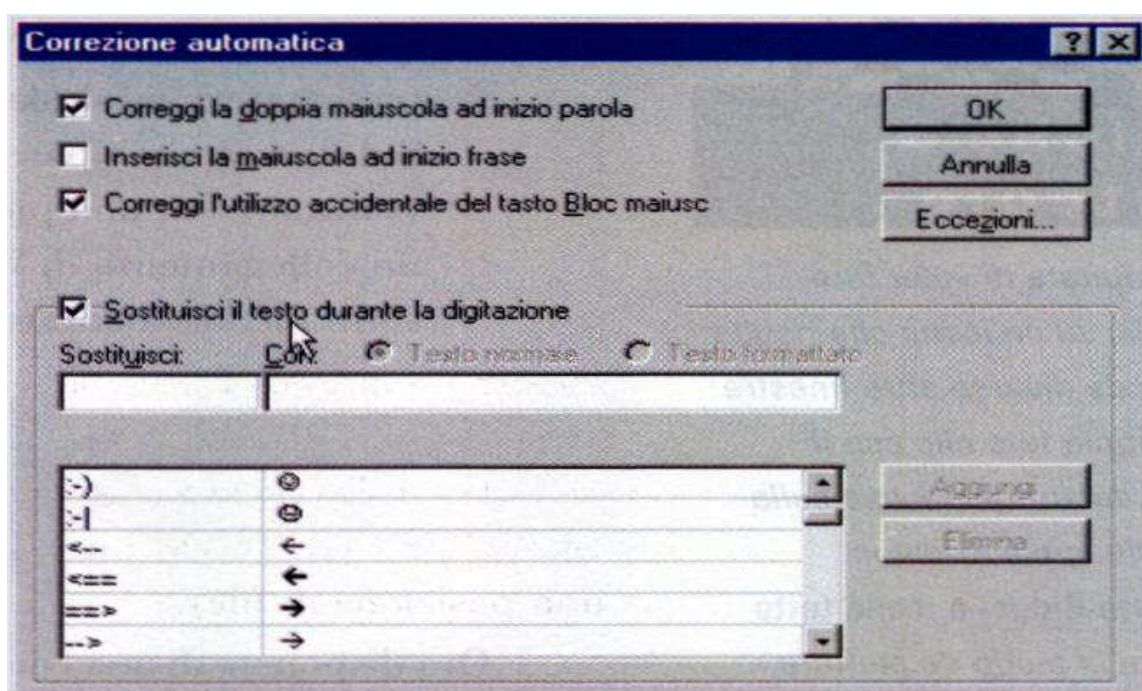 Correzione automatica
Correggi la doppia maiuscola ad inizio parola
OK
Inserisci la maiuscola ad inizio frase
Annulla
Correggi l'utilizzo accidentale del tasto Bloc maiusc
Eccezioni...
Sostituisci il testo durante la digitazione
Sostituisci: Con: Testo normale Testo formattato
:-) ☺
Aggiungi
:-| 😐
Elimina
<-- ←
<== 🡸
==> ➔
--> →